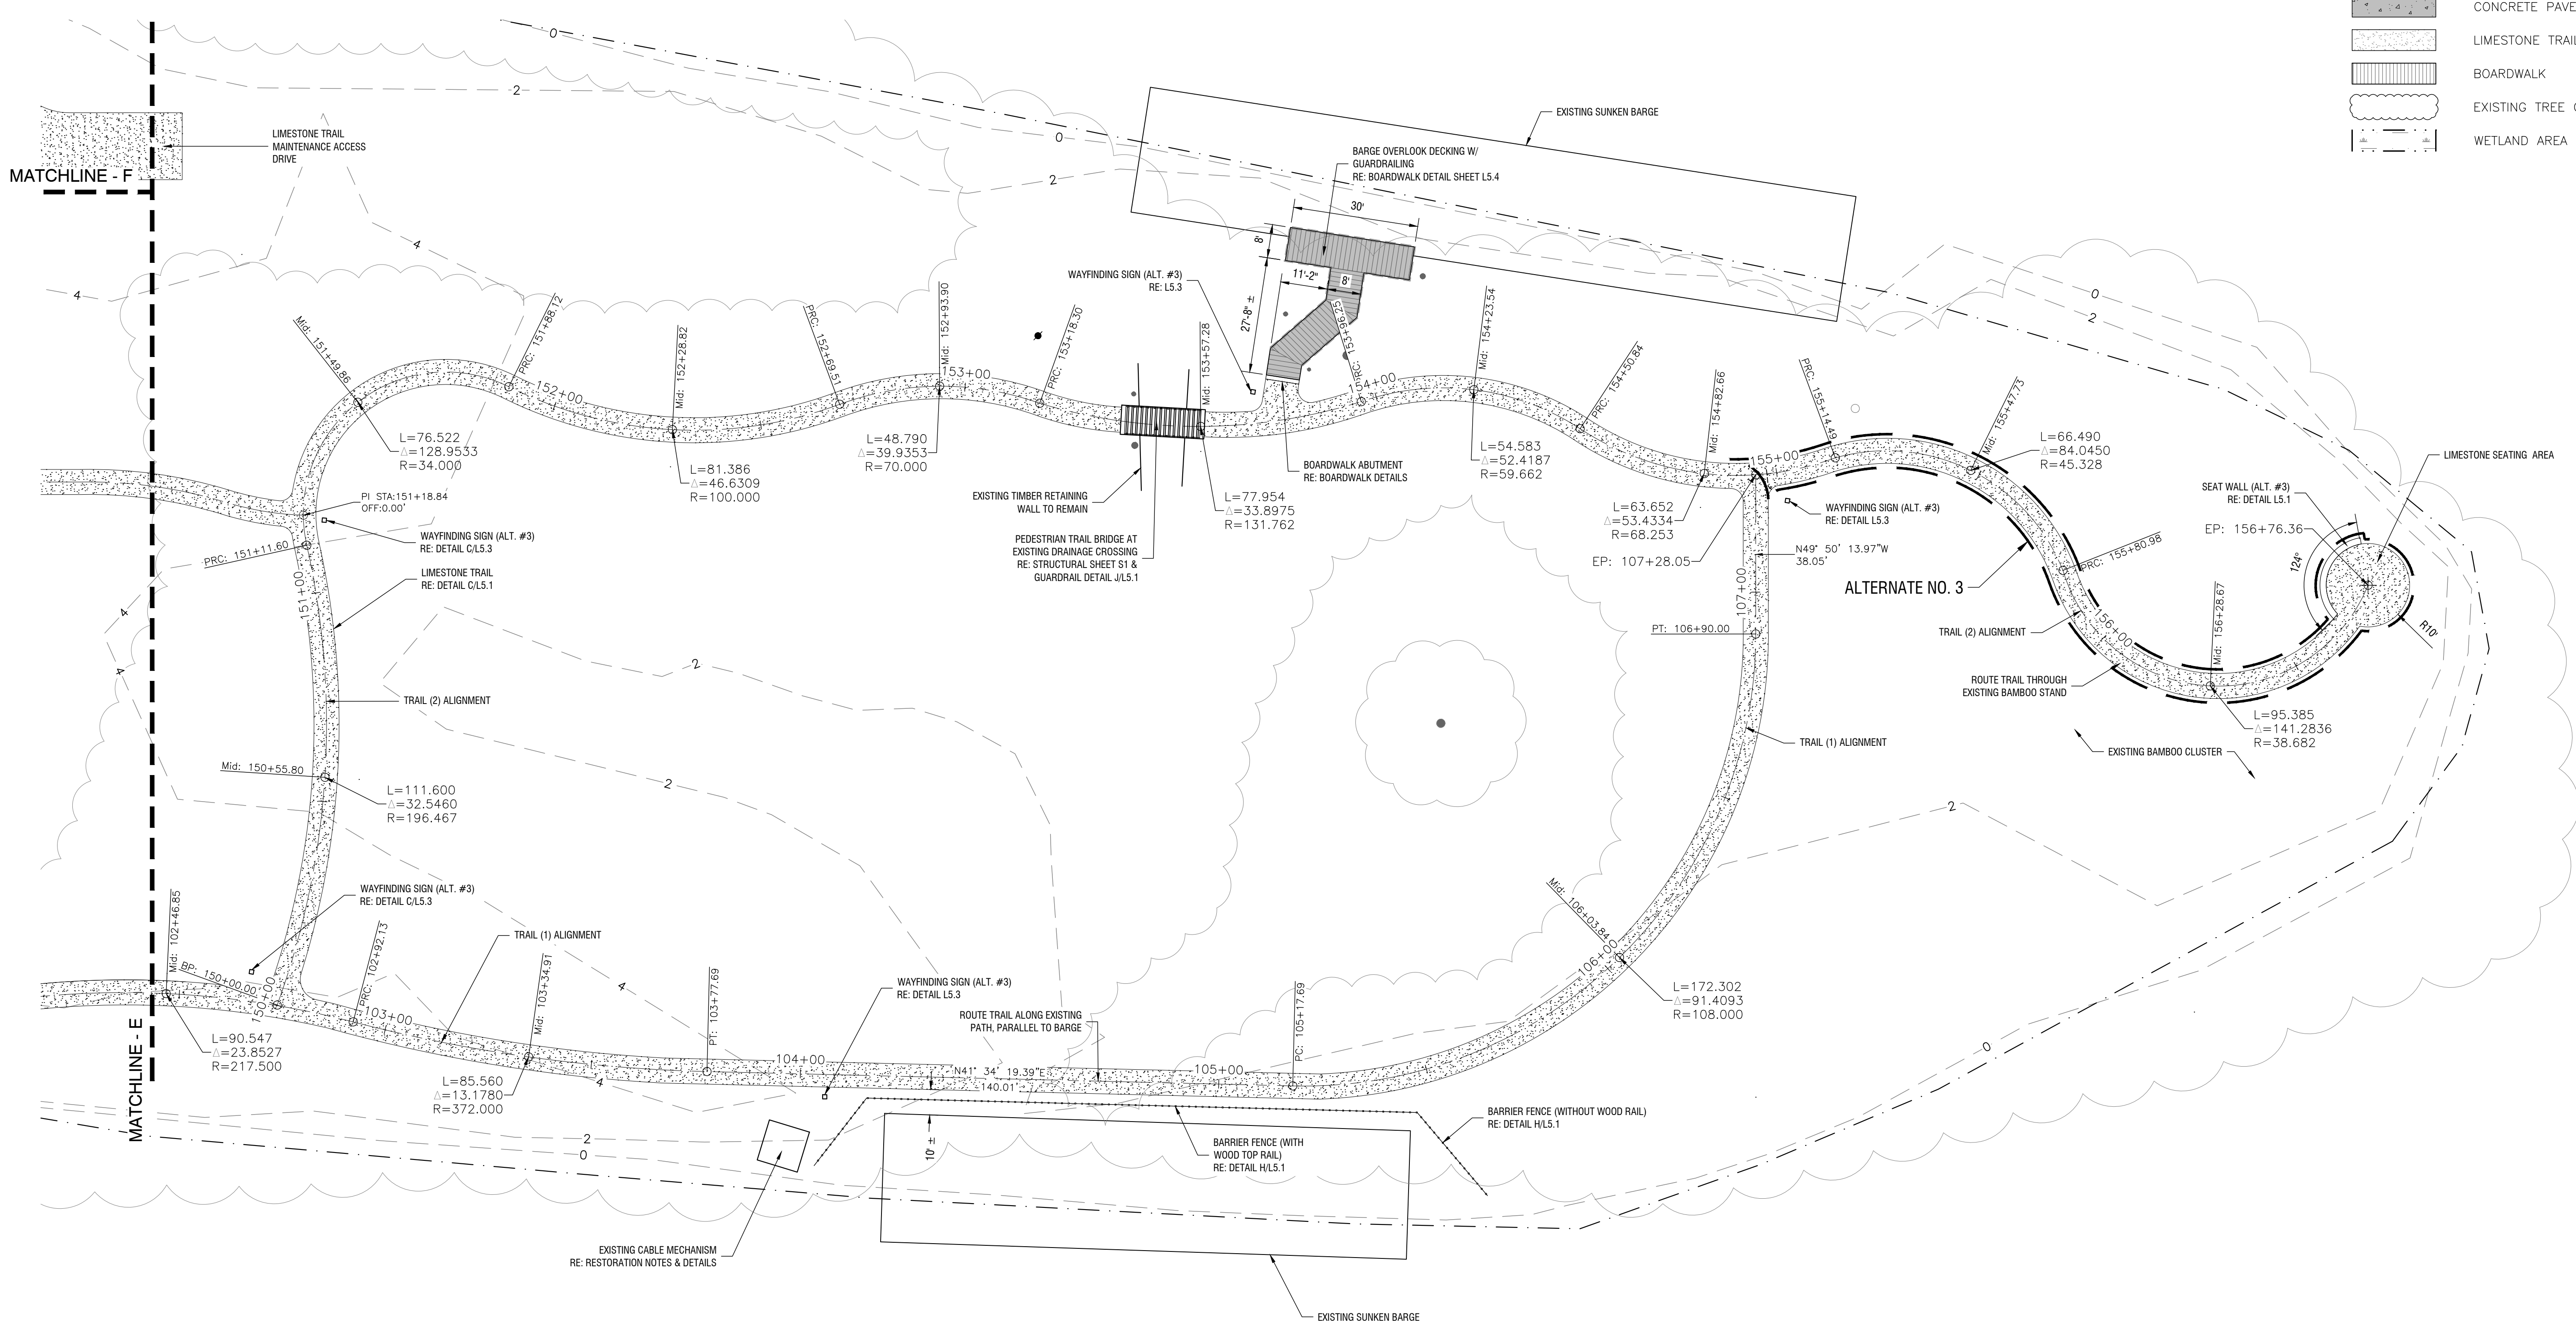 CONCRETE PAVE
LIMESTONE TRAIL
BOARDWALK
EXISTING TREE
WETLAND AREA
0
2
EXISTING SUNKEN BARGE
LIMESTONE TRAIL
MAINTENANCE ACCESS
DRIVE
MATCHLINE - F
0
2
BARGE OVERLOOK DECKING W/
GUARDRAILING
RE: BOARDWALK DETAIL SHEET L5.4
30'
8'
11'-2"
8'
27'-8" ±
4
4
WAYFINDING SIGN (ALT. #3)
RE: L5.3
0
2
Mid: 151+49.86
PRC: 151+88.12
152+00
Mid: 152+28.82
PRC: 152+69.51
Mid: 152+93.90
153+00
PRC: 153+18.30
Mid: 153+57.28
PRC: 153+96.25
154+00
Mid: 154+23.54
PRC: 154+50.84
Mid: 154+82.66
155+00
PRC: 155+14.49
Mid: 155+47.73
L=76.522
Δ=128.9533
R=34.000
L=81.386
Δ=46.6309
R=100.000
L=48.790
Δ=39.9353
R=70.000
L=77.954
Δ=33.8975
R=131.762
L=54.583
Δ=52.4187
R=59.662
L=63.652
Δ=53.4334
R=68.253
L=66.490
Δ=84.0450
R=45.328
BOARDWALK ABUTMENT
RE: BOARDWALK DETAILS
EXISTING TIMBER RETAINING
WALL TO REMAIN
PEDESTRIAN TRAIL BRIDGE AT
EXISTING DRAINAGE CROSSING
RE: STRUCTURAL SHEET S1 &
GUARDRAIL DETAIL J/L5.1
PI STA:151+18.84
OFF:0.00'
WAYFINDING SIGN (ALT. #3)
RE: DETAIL C/L5.3
PRC: 151+11.60
LIMESTONE TRAIL
RE: DETAIL C/L5.1
151+00
WAYFINDING SIGN (ALT. #3)
RE: DETAIL L5.3
EP: 107+28.05
N49° 50' 13.97"W
38.05'
107+00
PT: 106+90.00
LIMESTONE SEATING AREA
SEAT WALL (ALT. #3)
RE: DETAIL L5.1
EP: 156+76.36
124°
R10'
ALTERNATE NO. 3
PRC: 155+80.98
156+00
Mid: 156+28.67
TRAIL (2) ALIGNMENT
ROUTE TRAIL THROUGH
EXISTING BAMBOO STAND
L=95.385
Δ=141.2836
R=38.682
EXISTING BAMBOO CLUSTER
4
4
2
2
2
TRAIL (2) ALIGNMENT
TRAIL (1) ALIGNMENT
Mid: 150+55.80
L=111.600
Δ=32.5460
R=196.467
WAYFINDING SIGN (ALT. #3)
RE: DETAIL C/L5.3
Mid: 102+46.85
BP: 150+00.00
150+00
PRC: 102+92.13
103+00
TRAIL (1) ALIGNMENT
Mid: 103+34.91
PT: 103+77.69
4
WAYFINDING SIGN (ALT. #3)
RE: DETAIL L5.3
ROUTE TRAIL ALONG EXISTING
PATH, PARALLEL TO BARGE
104+00
N41° 34' 19.39"E
140.01'
105+00
PC: 105+17.69
Mid: 106+03.84
106+00
L=172.302
Δ=91.4093
R=108.000
MATCHLINE - E
L=90.547
Δ=23.8527
R=217.500
L=85.560
Δ=13.1780
R=372.000
4
2
0
0
10' ±
BARRIER FENCE (WITH
WOOD TOP RAIL)
RE: DETAIL H/L5.1
BARRIER FENCE (WITHOUT WOOD RAIL)
RE: DETAIL H/L5.1
EXISTING CABLE MECHANISM
RE: RESTORATION NOTES & DETAILS
EXISTING SUNKEN BARGE